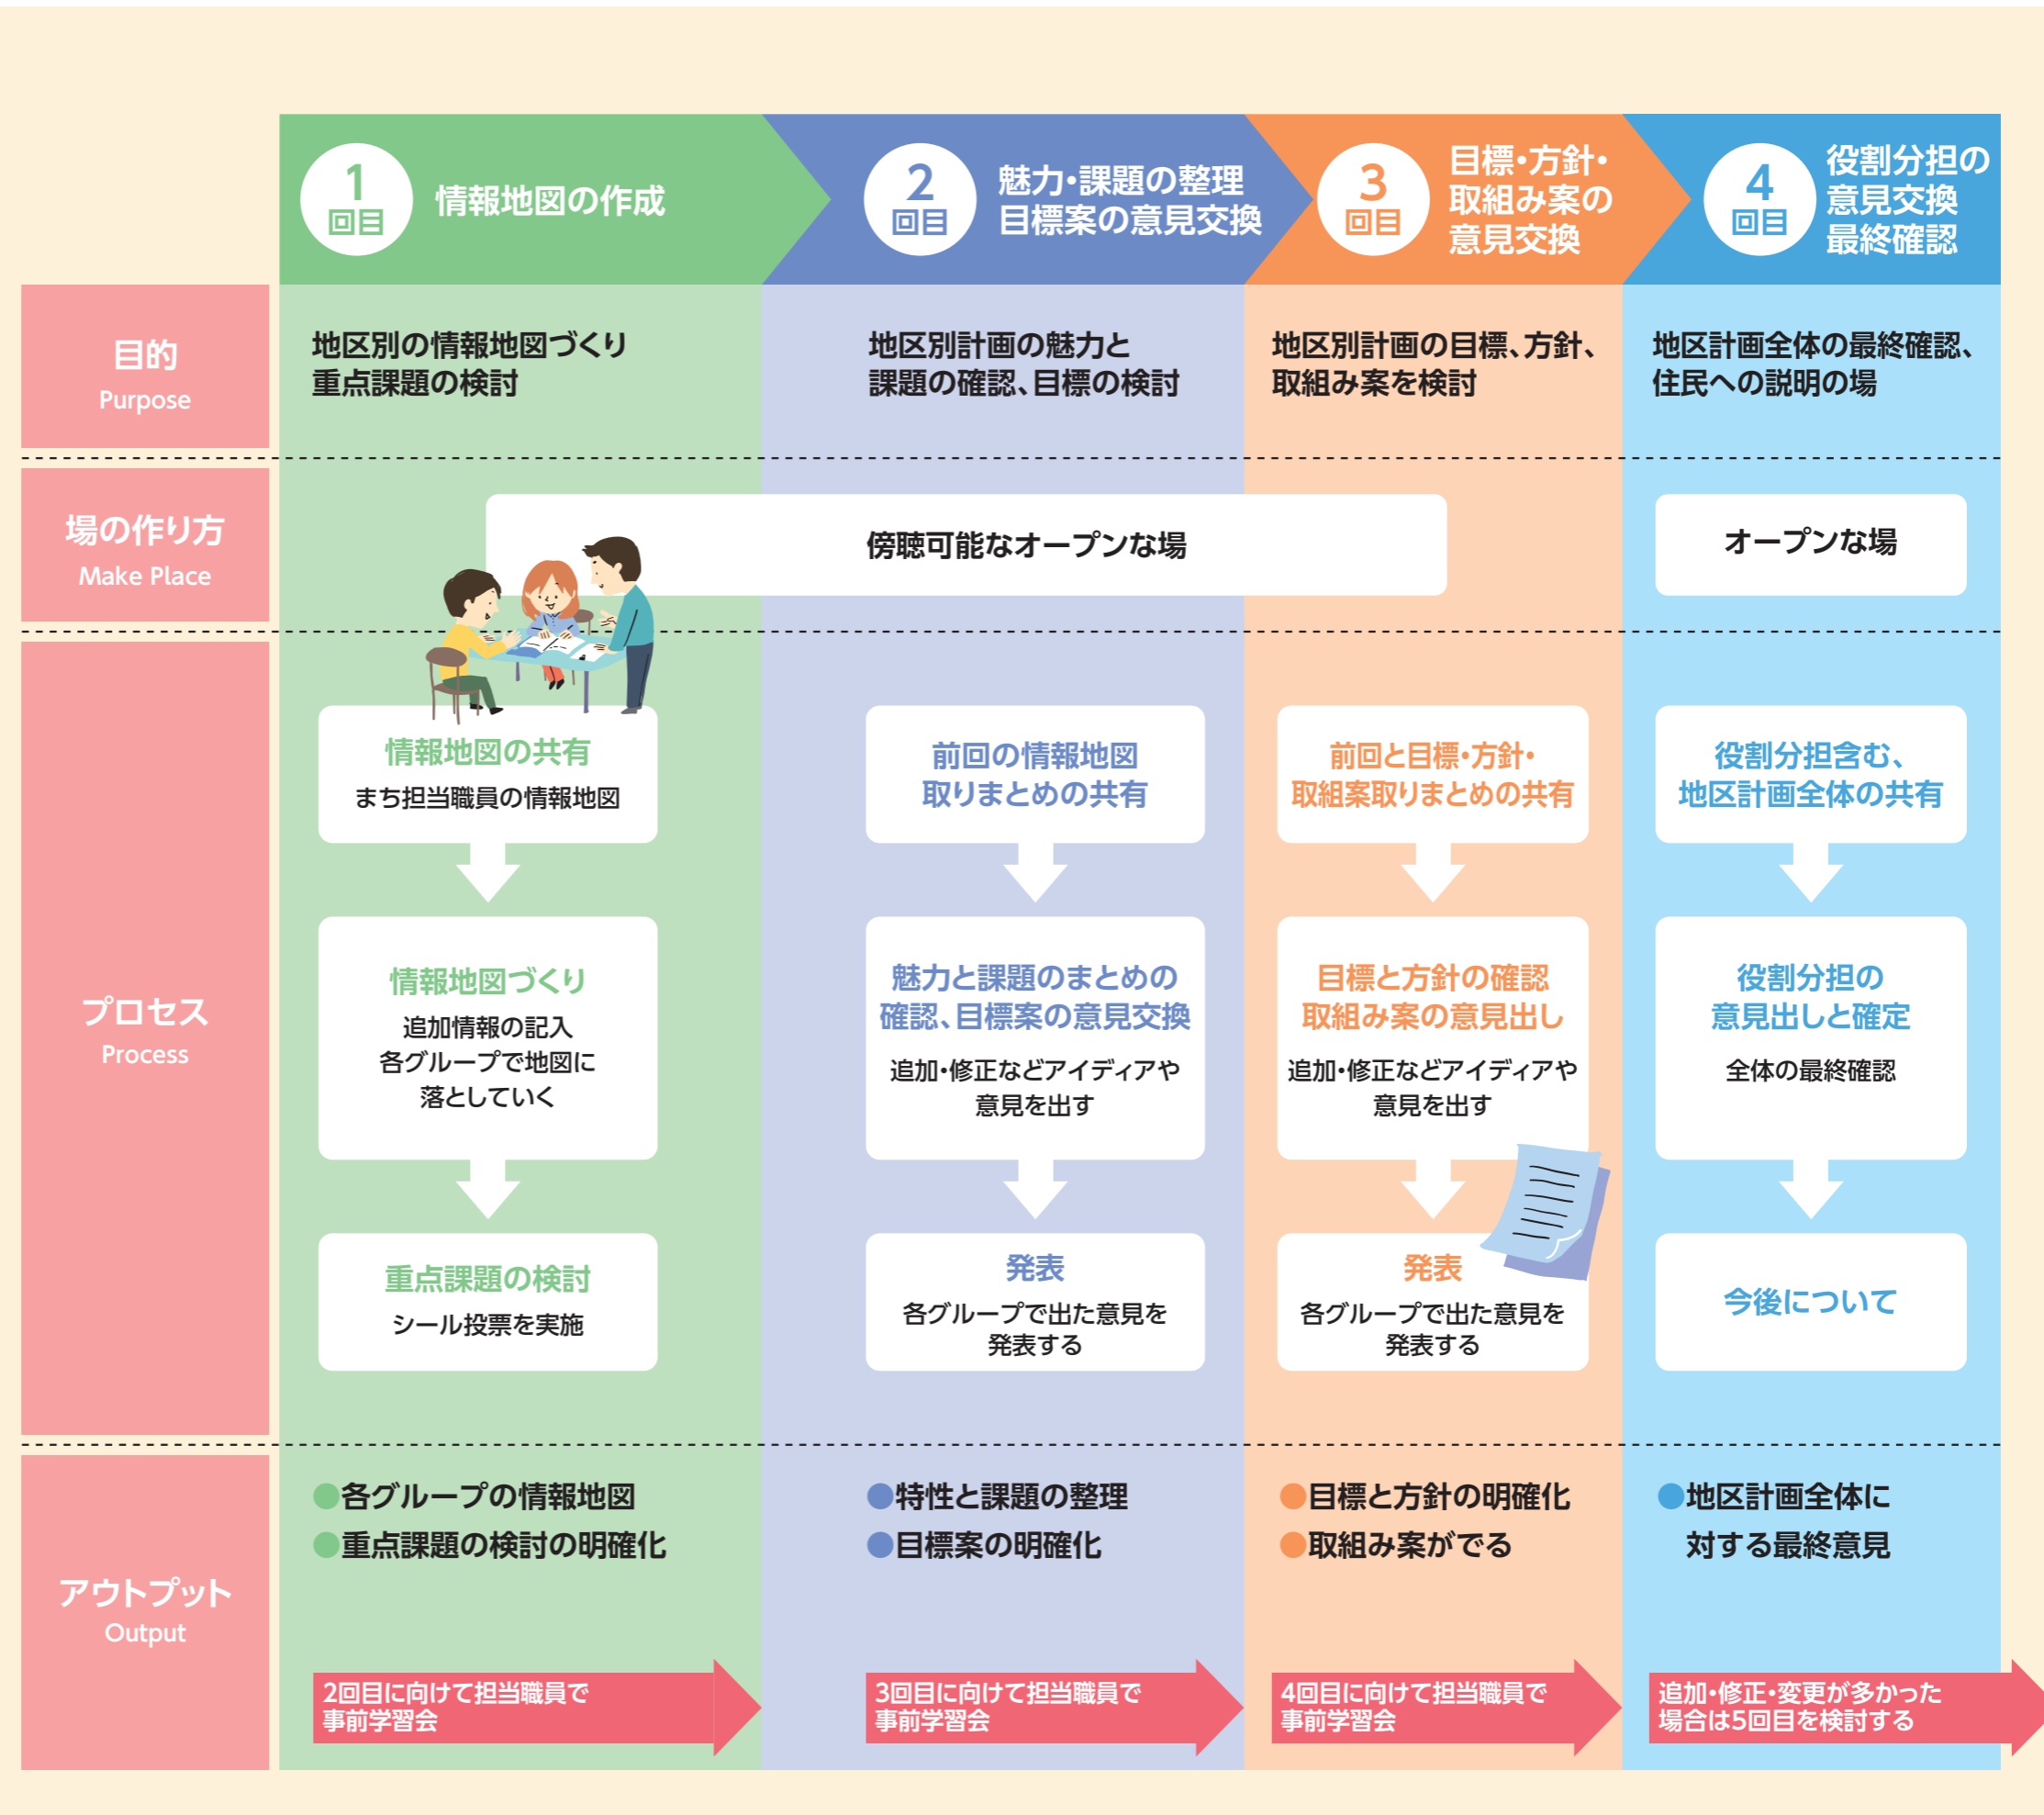 1
回目
情報地図の作成
2
回目
魅力・課題の整理
目標案の意見交換
3
回目
目標・方針・
取組み案の
意見交換
4
回目
役割分担の
意見交換
最終確認
目的
Purpose
地区別の情報地図づくり
重点課題の検討
地区別計画の魅力と
課題の確認、目標の検討
地区別計画の目標、方針、
取組み案を検討
地区計画全体の最終確認、
住民への説明の場
場の作り方
Make Place
傍聴可能なオープンな場
オープンな場
プロセス
Process
情報地図の共有
まち担当職員の情報地図
情報地図づくり
追加情報の記入
各グループで地図に
落としていく
重点課題の検討
シール投票を実施
前回の情報地図
取りまとめの共有
魅力と課題のまとめの
確認、目標案の意見交換
追加・修正などアイディアや
意見を出す
発表
各グループで出た意見を
発表する
前回と目標・方針・
取組案取りまとめの共有
目標と方針の確認
取組み案の意見出し
追加・修正などアイディアや
意見を出す
発表
各グループで出た意見を
発表する
役割分担含む、
地区計画全体の共有
役割分担の
意見出しと確定
全体の最終確認
今後について
アウトプット
Output
●各グループの情報地図
●重点課題の検討の明確化
●特性と課題の整理
●目標案の明確化
●目標と方針の明確化
●取組み案がでる
●地区計画全体に
対する最終意見
2回目に向けて担当職員で
事前学習会
3回目に向けて担当職員で
事前学習会
4回目に向けて担当職員で
事前学習会
追加・修正・変更が多かった
場合は5回目を検討する